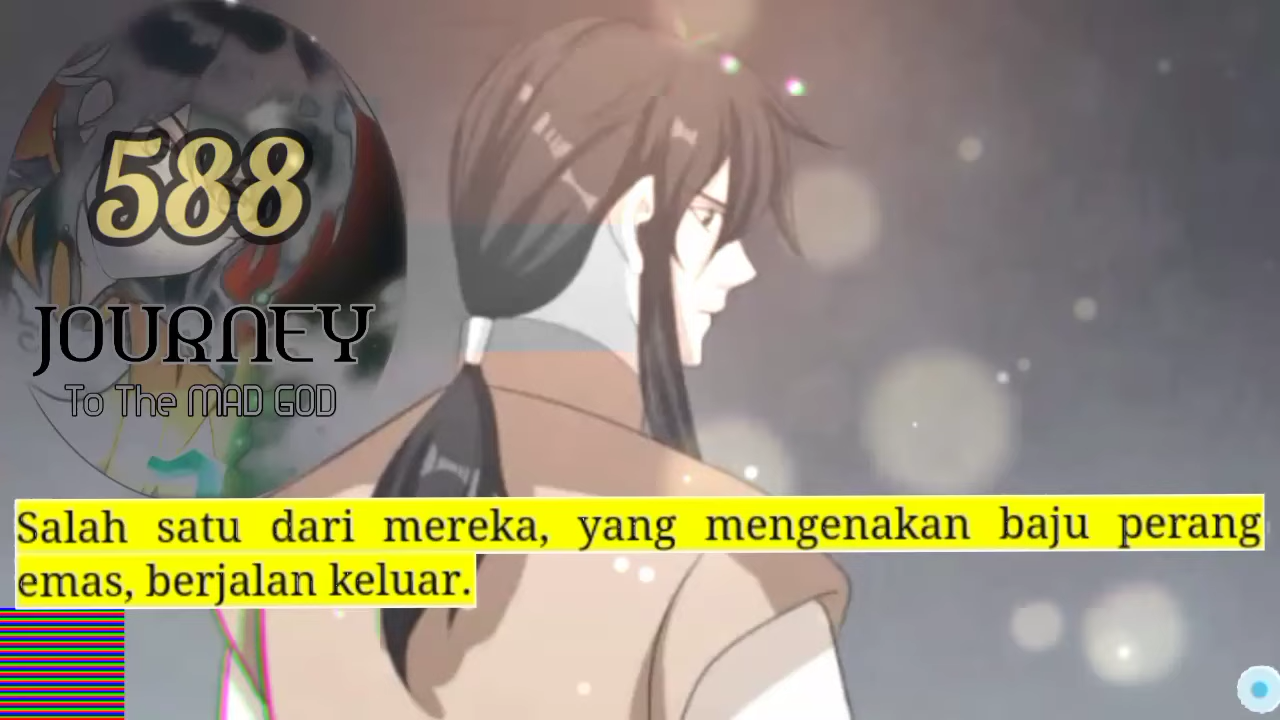 588
JOURNEY
To The MAD GOD
Salah satu dari mereka, yang mengenakan baju perang
emas, berjalan keluar.